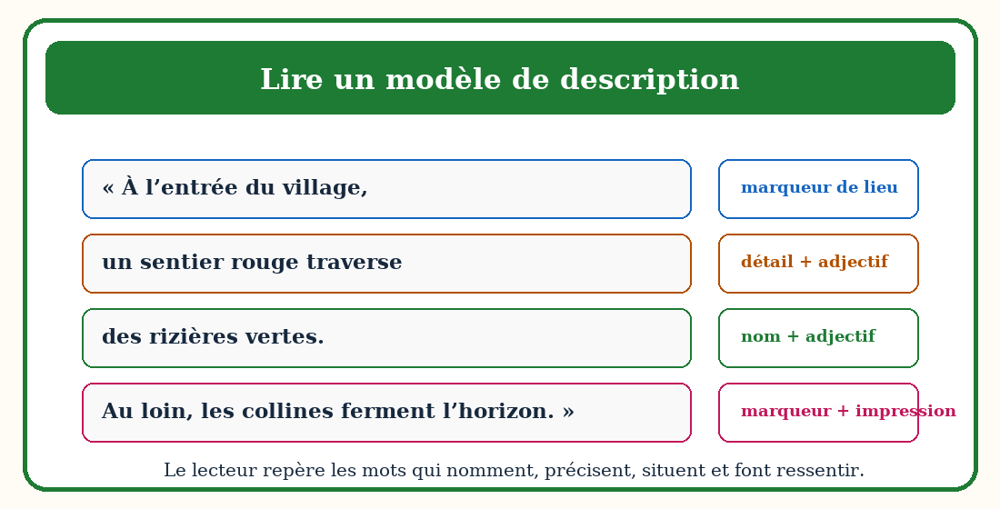 Lire un modèle de description
« À l’entrée du village,
marqueur de lieu
un sentier rouge traverse
détail + adjectif
des rizières vertes.
nom + adjectif
Au loin, les collines ferment l’horizon. »
marqueur + impression
Le lecteur repère les mots qui nomment, précisent, situent et font ressentir.